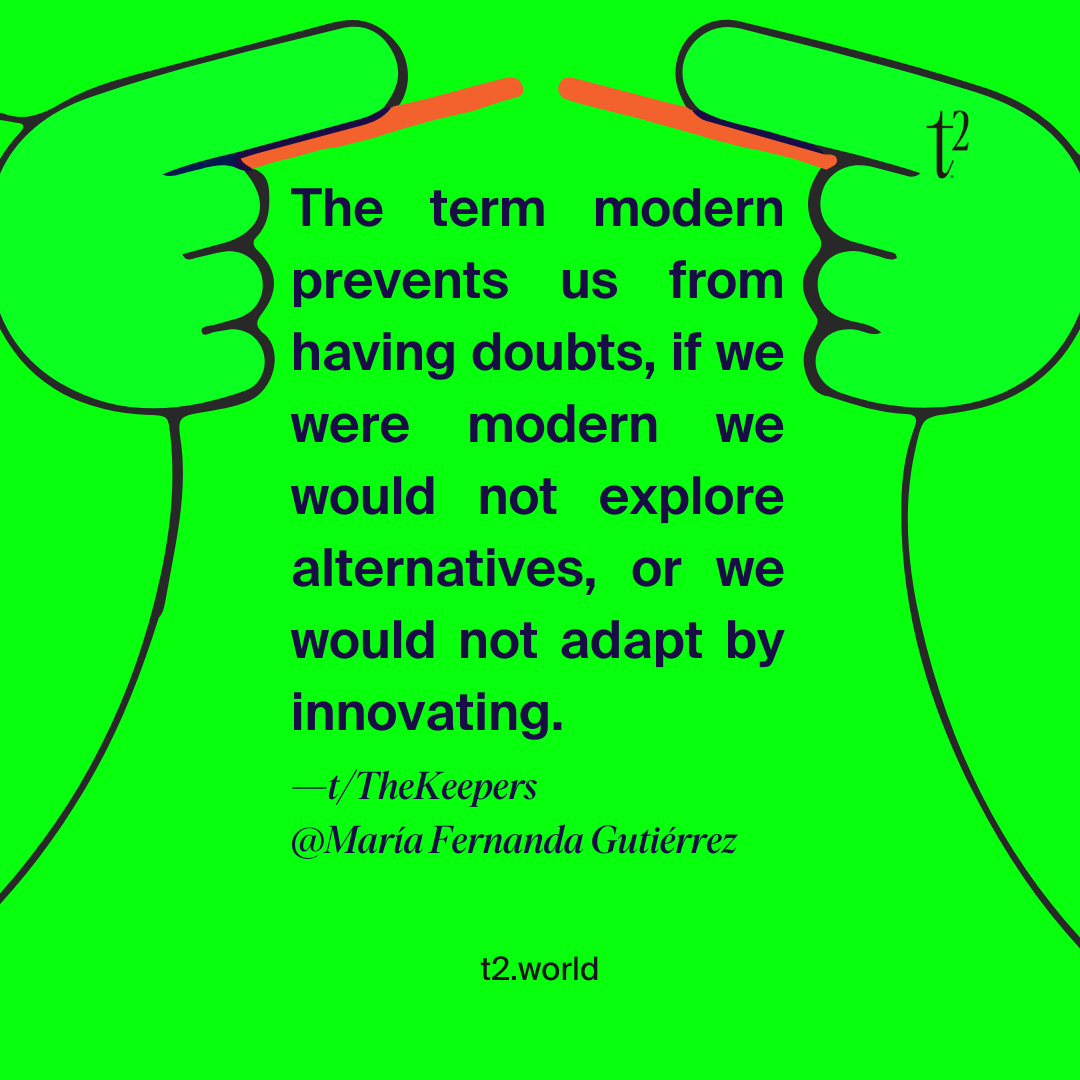 t2
The term modern
prevents us from
having doubts, if we
were modern we
would not explore
alternatives, or we
would not adapt by
innovating.
—t/TheKeepers
@María Fernanda Gutiérrez
t2.world